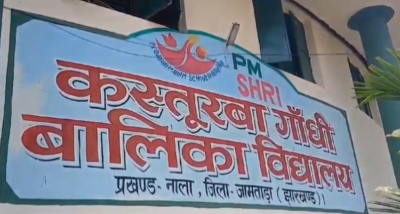 PM
SHRI
कस्तूरबा गाँधी
बालिका विद्यालय
प्रखण्ड- नाला, जिला- जामताड़ा (झारखण्ड)।